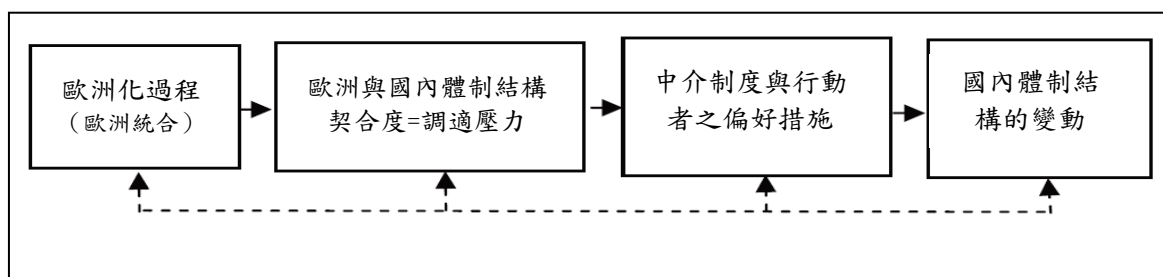 歐洲化過程
（歐洲統合）
歐洲與國內體制結構
契合度=調適壓力
中介制度與行動
者之偏好措施
國內體制結
構的變動